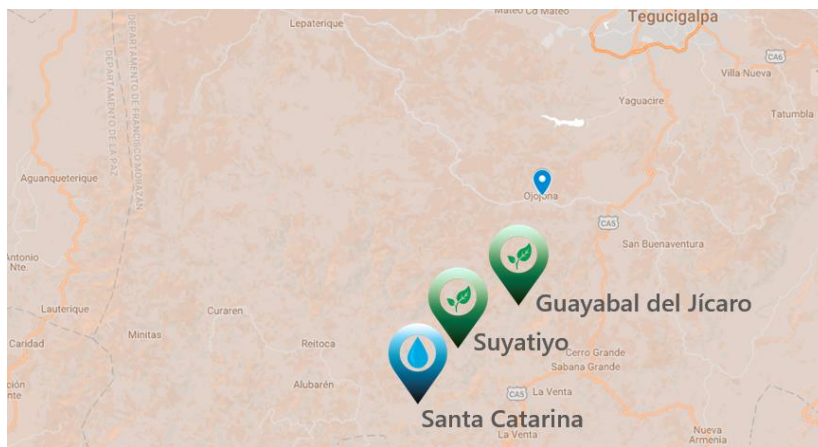 Mateo Cd Mateo
Lepaterique
Tegucigalpa
CA6
Villa Nueva
Yaguacire
Tatumbla
DEPARTAMENTO DE FRANCISCO MORAZÁN
DEPARTAMENTO DE LA PAZ
Aguanqueterique
Ojojona
CA5
San Buenaventura
Antonio
Nte.
Guayabal del Jícaro
Lauterique
Curaren
Minitas
Caridad
Reitoca
Suyatiyo
Cerro Grande
Sabana Grande
Alubarén
ción
nte
CA5
La Venta
Santa Catarina
La Venta
Nueva
Armenia